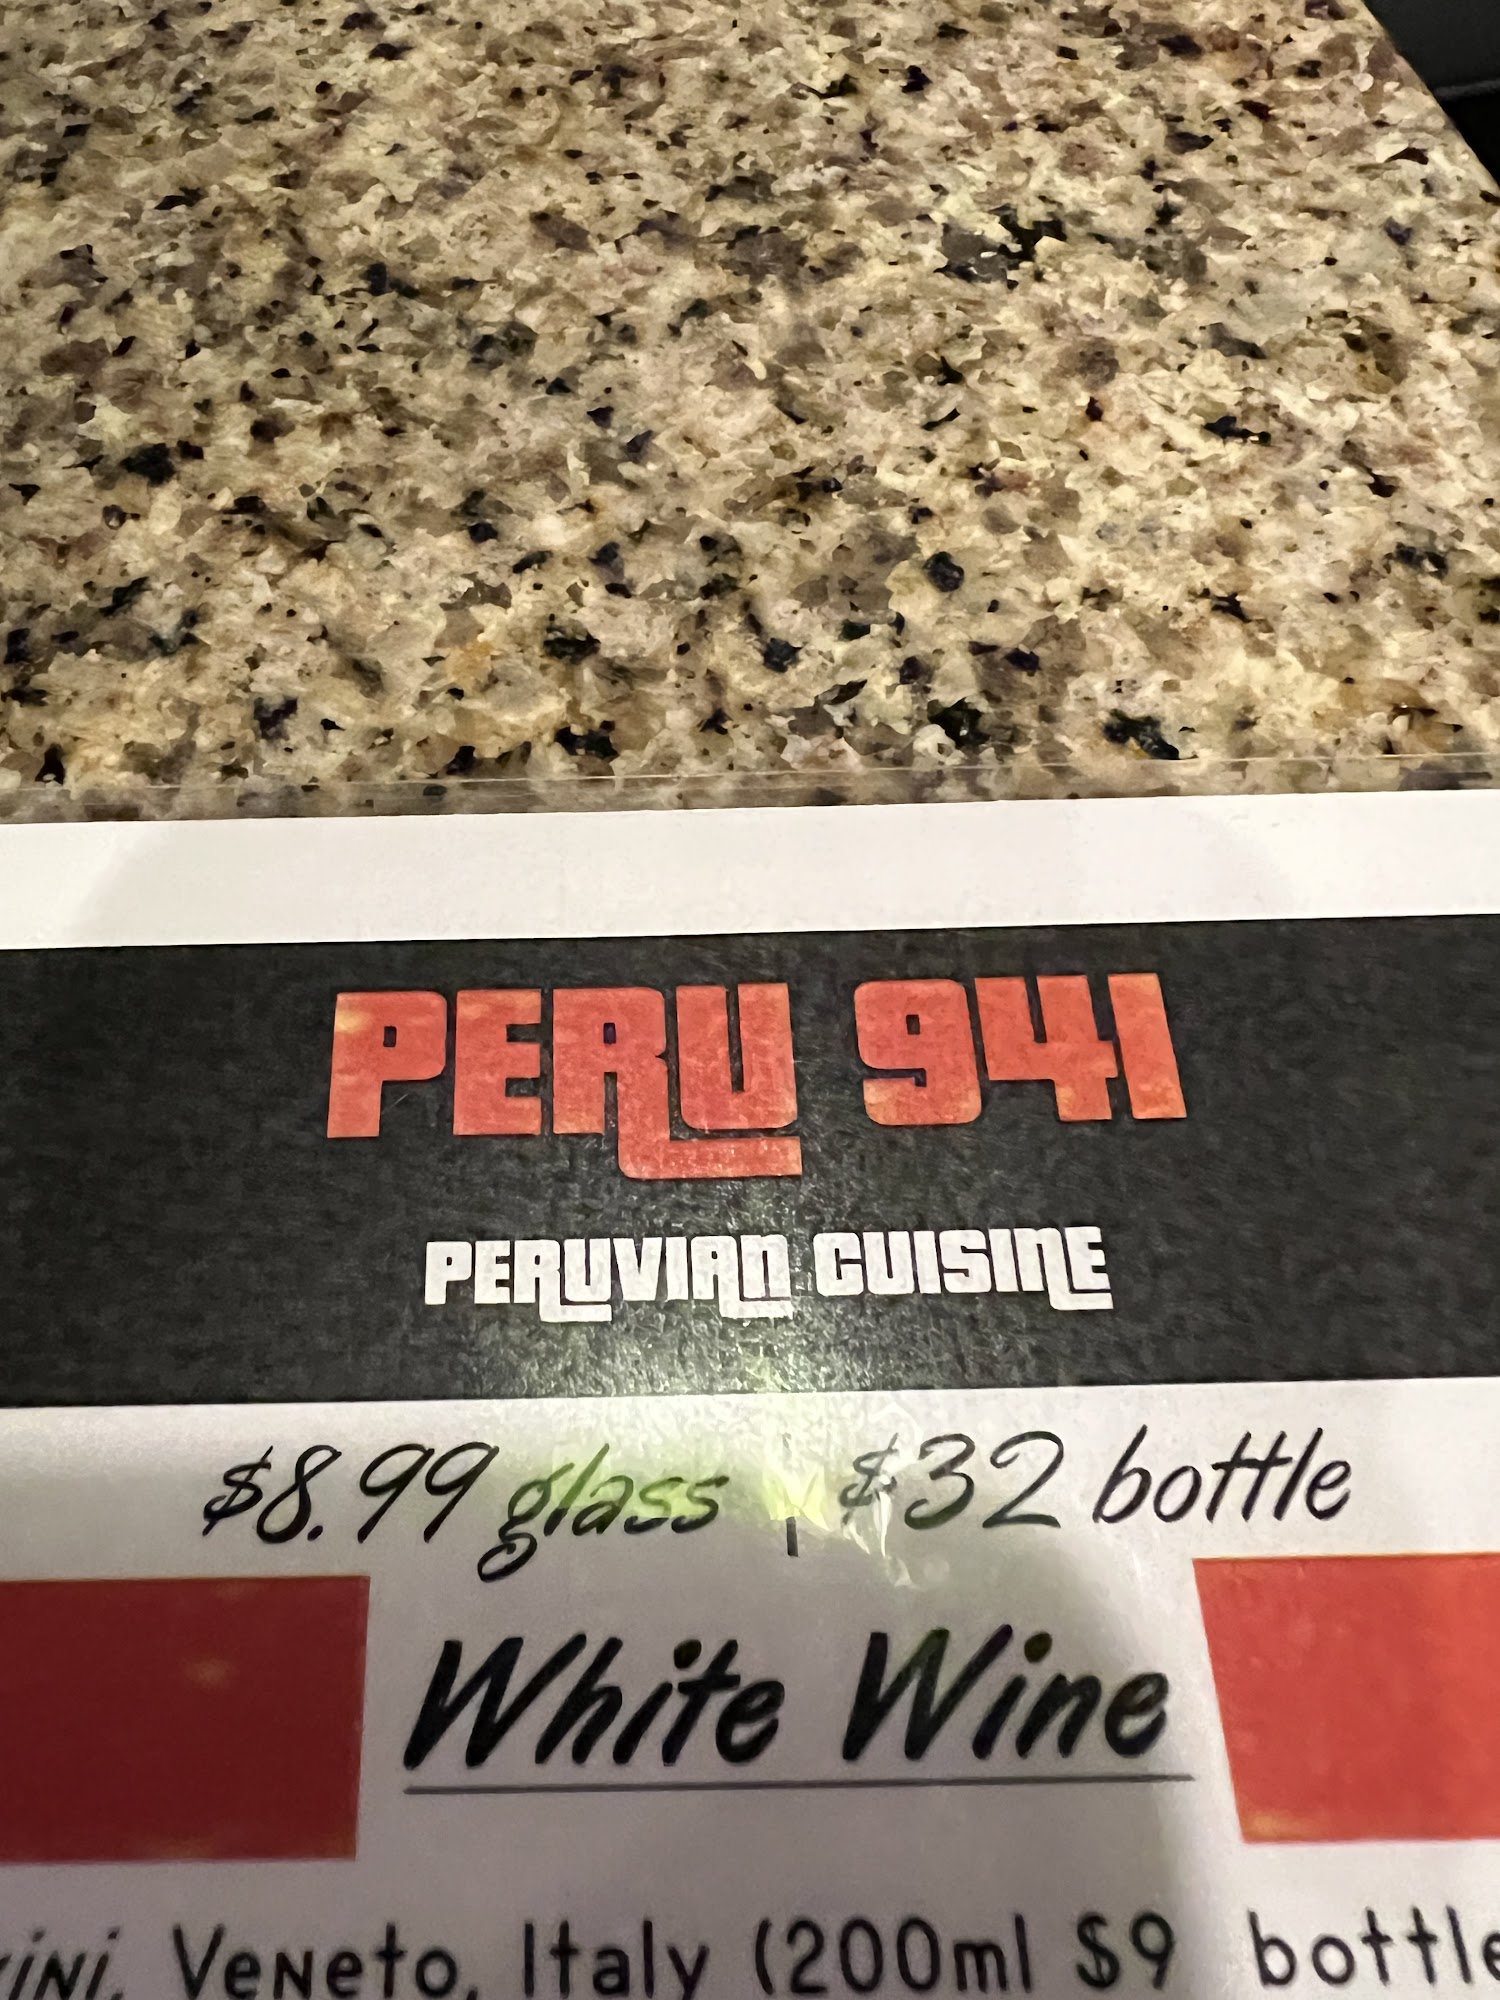 PERU 941
PERUVIAN CUISINE
$8.99 glass | $32 bottle
White Wine
Veneto, Italy (200ml $9 bottle